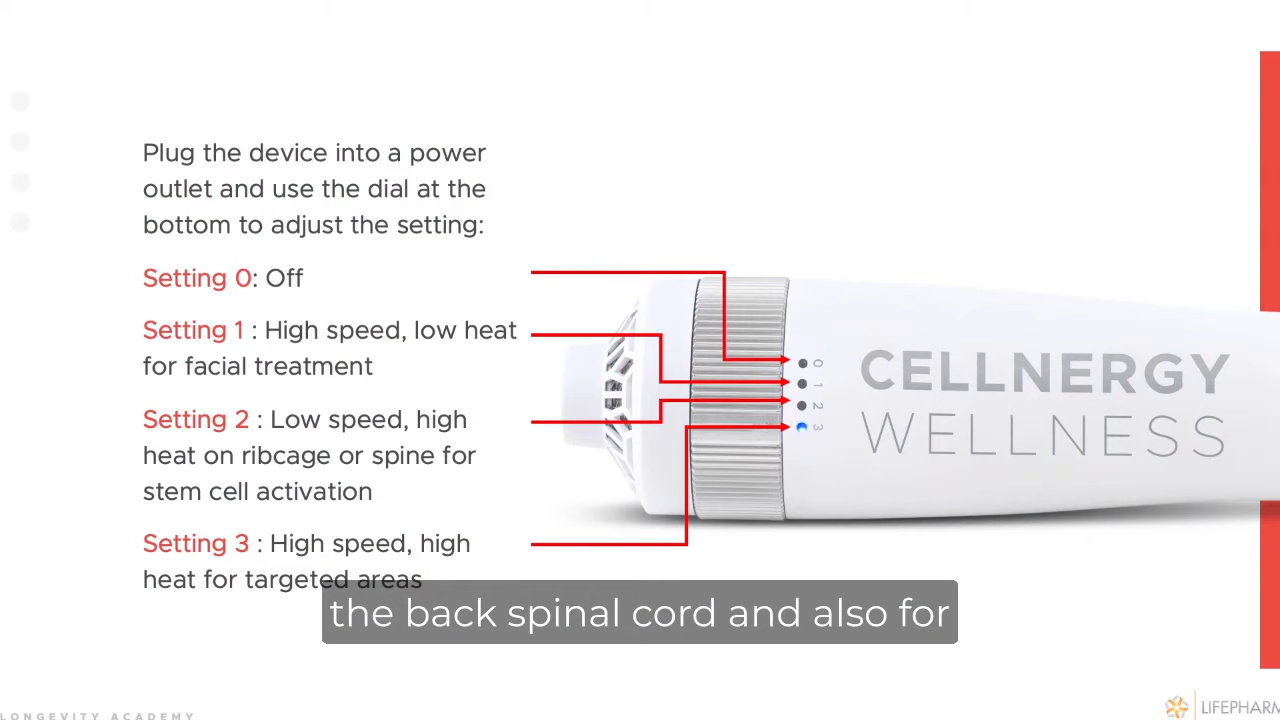 Plug the device into a power
outlet and use the dial at the
bottom to adjust the setting:
Setting 0: Off
Setting 1 : High speed, low heat
for facial treatment
Setting 2 : Low speed, high
heat on ribcage or spine for
stem cell activation
Setting 3 : High speed, high
heat for targeted areas
0
1
2
3
CELLNERGY
WELLNESS
the back spinal cord and also for
LONGEVITY ACADEMY
LIFEPHARM